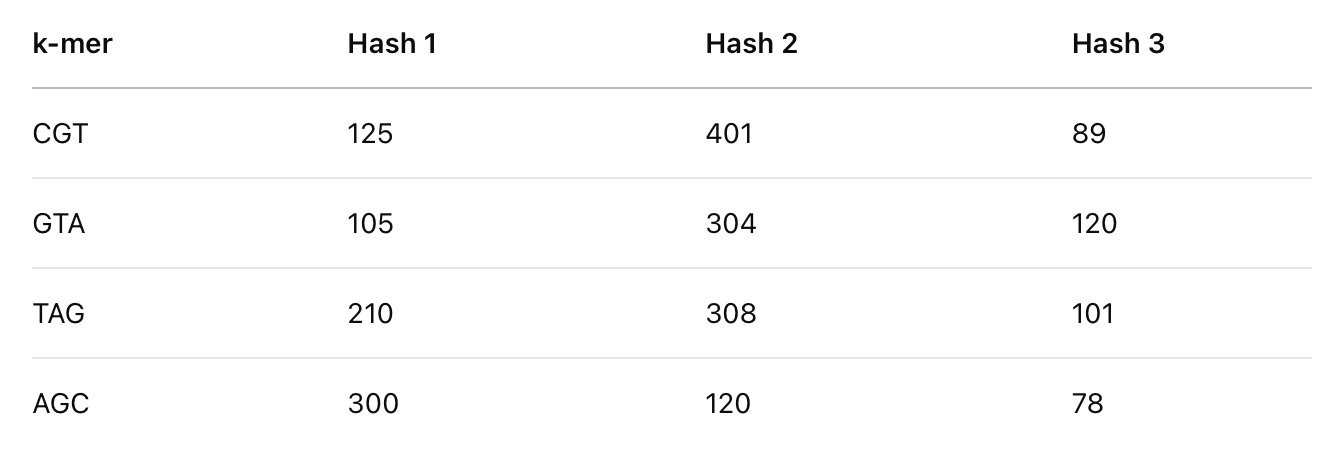 k-mer Hash 1 Hash 2 Hash 3
CGT 125 401 89
GTA 105 304 120
TAG 210 308 101
AGC 300 120 78